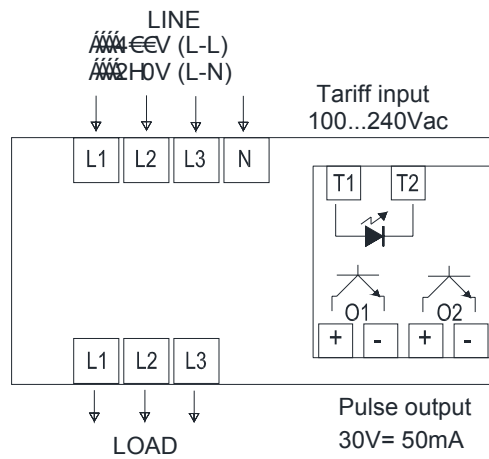 LINE
V (L-L)
V (L-N)
Tariff input
100...240Vac
L1 L2 L3 N
T1 T2
O1 O2
+ - + -
L1 L2 L3
LOAD
Pulse output
30V= 50mA